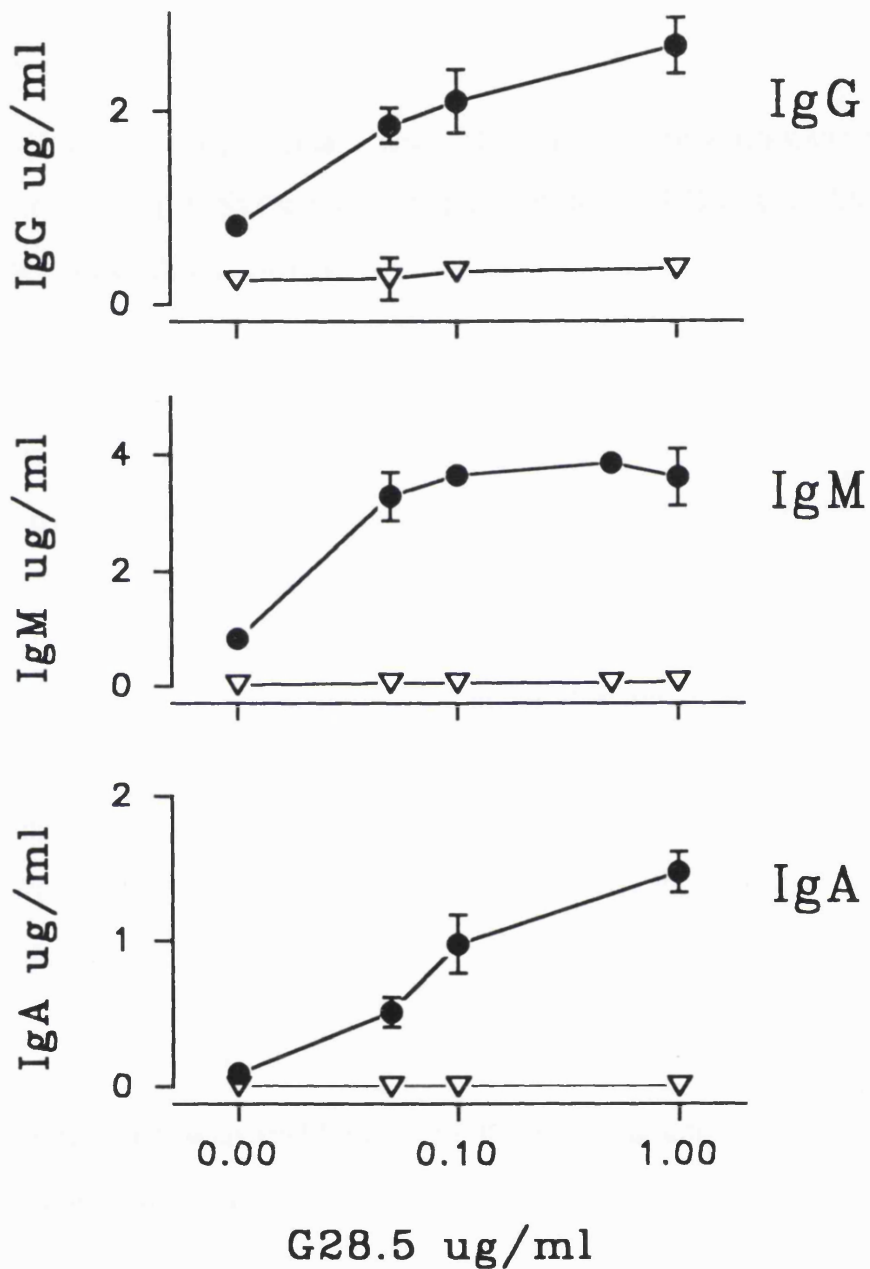 IgG ug/ml
2
0
IgG
IgM ug/ml
4
2
0
IgM
IgA ug/ml
2
1
0
IgA
0.00 0.10 1.00
G28.5 ug/ml